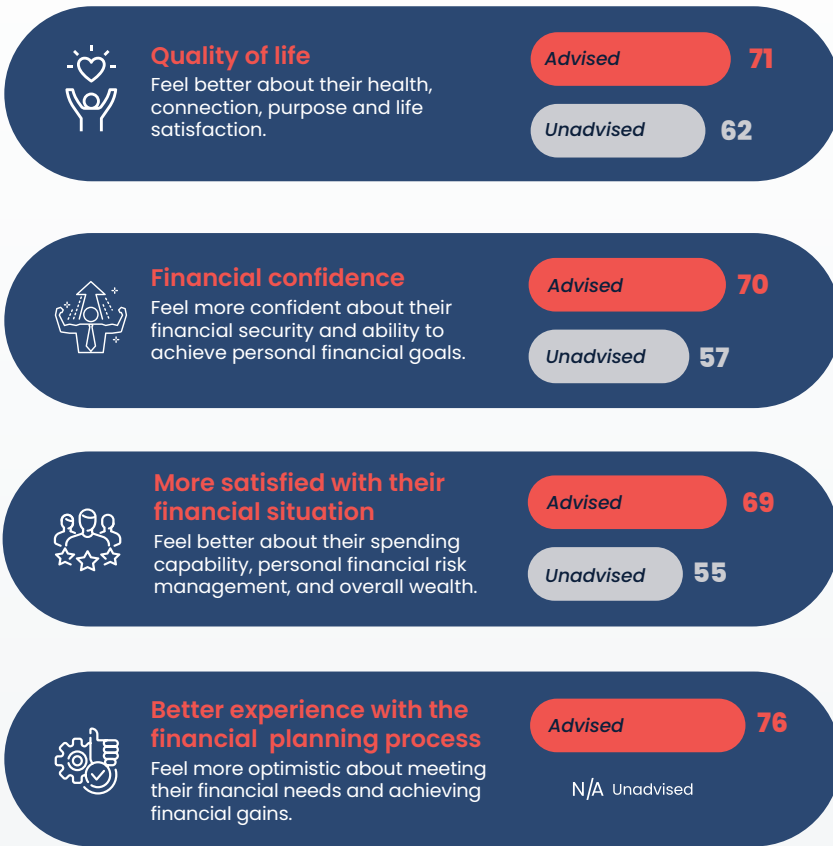 Quality of life
Feel better about their health,
connection, purpose and life
satisfaction.
Advised 71
Unadvised 62
Financial confidence
Feel more confident about their
financial security and ability to
achieve personal financial goals.
Advised 70
Unadvised 57
More satisfied with their
financial situation
Feel better about their spending
capability, personal financial risk
management, and overall wealth.
Advised 69
Unadvised 55
Better experience with the
financial planning process
Feel more optimistic about meeting
their financial needs and achieving
financial gains.
Advised 76
N/A Unadvised